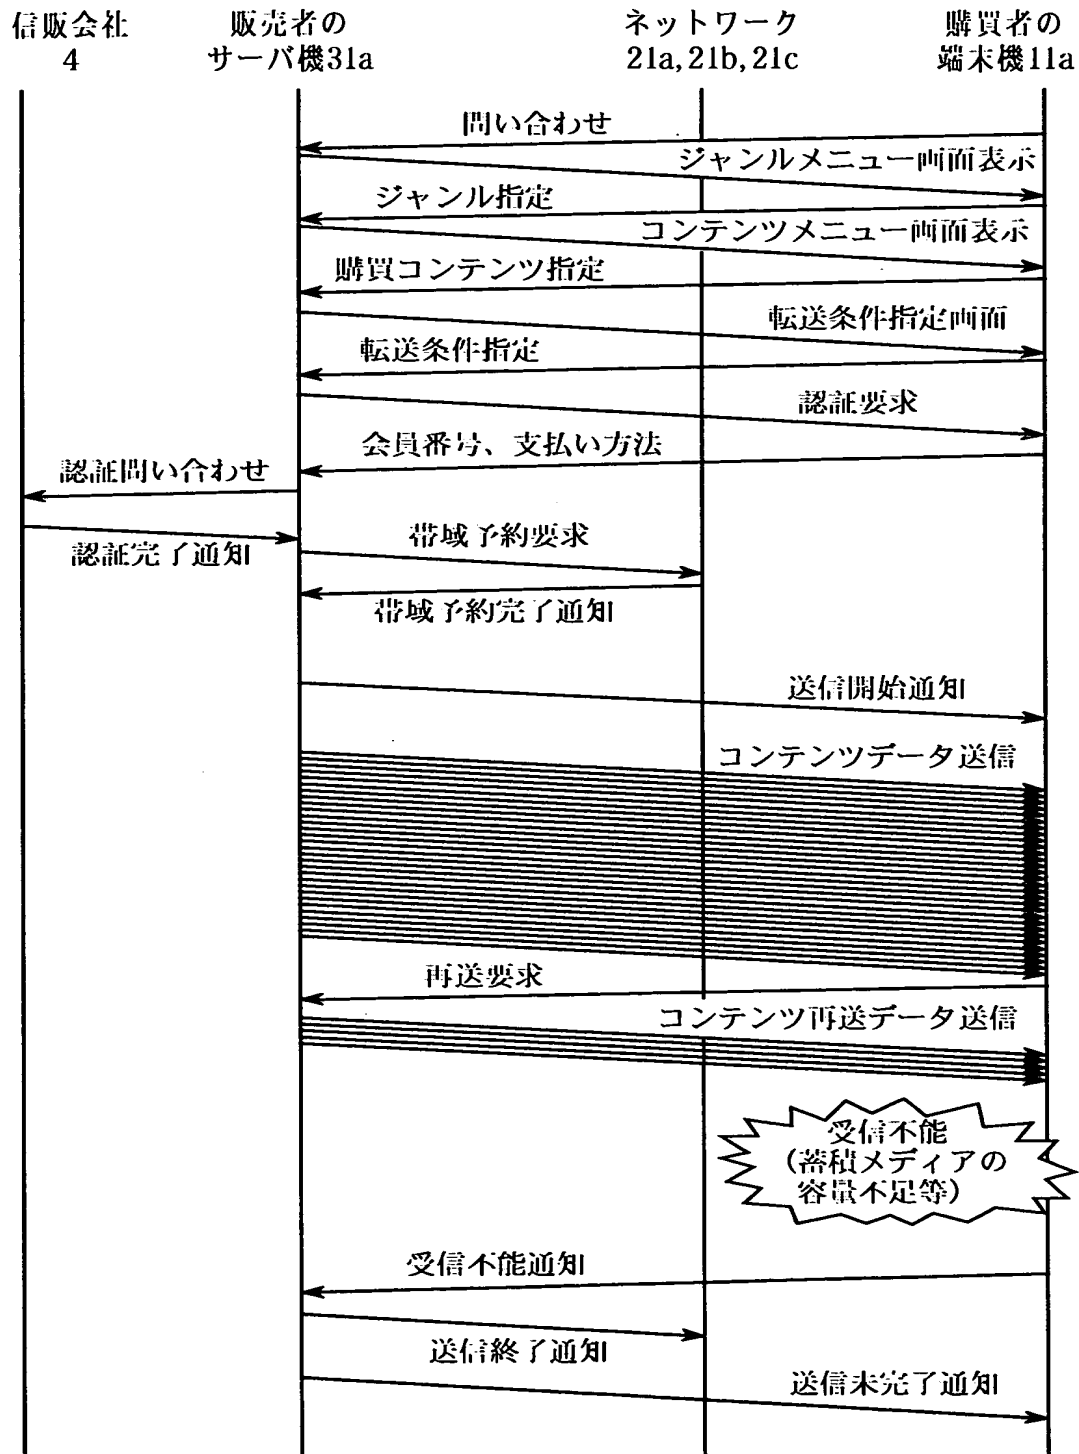 信販会社
4
販売者の
サーバ機31a
ネットワーク
21a,21b,21c
購買者の
端末機11a
問い合わせ
ジャンルメニュー画面表示
ジャンル指定
コンテンツメニュー画面表示
購買コンテンツ指定
転送条件指定画面
転送条件指定
認証要求
会員番号、支払い方法
認証問い合わせ
認証完了通知
帯域予約要求
帯域予約完了通知
送信開始通知
コンテンツデータ送信
再送要求
コンテンツ再送データ送信
受信不能
(蓄積メディアの
容量不足等)
受信不能通知
送信終了通知
送信未完了通知